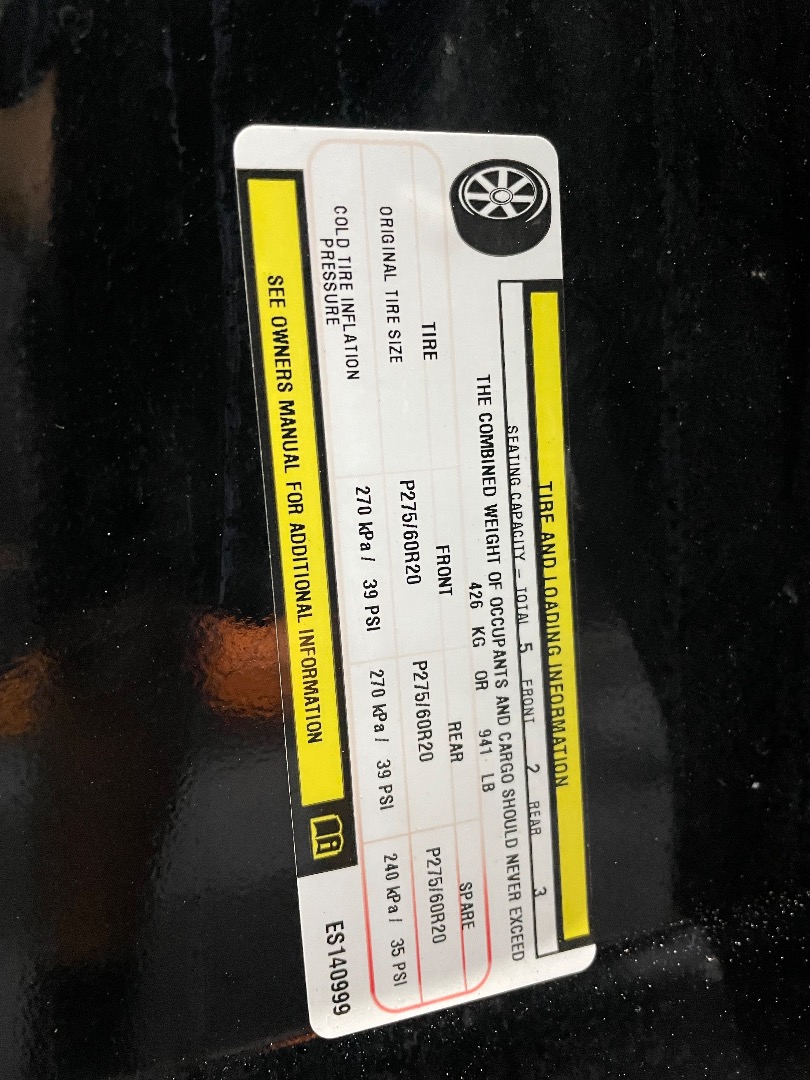 TIRE AND LOADING INFORMATION
SEATING CAPACITY – TOTAL 5 FRONT 2 REAR 3
THE COMBINED WEIGHT OF OCCUPANTS AND CARGO SHOULD NEVER EXCEED
426 KG OR 941 LB
TIRE FRONT REAR SPARE
ORIGINAL TIRE SIZE P275/60R20 P275/60R20 P275/60R20
COLD TIRE INFLATION
PRESSURE 270 kPa / 39 PSI 270 kPa / 39 PSI 240 kPa / 35 PSI
SEE OWNERS MANUAL FOR ADDITIONAL INFORMATION
ES140999